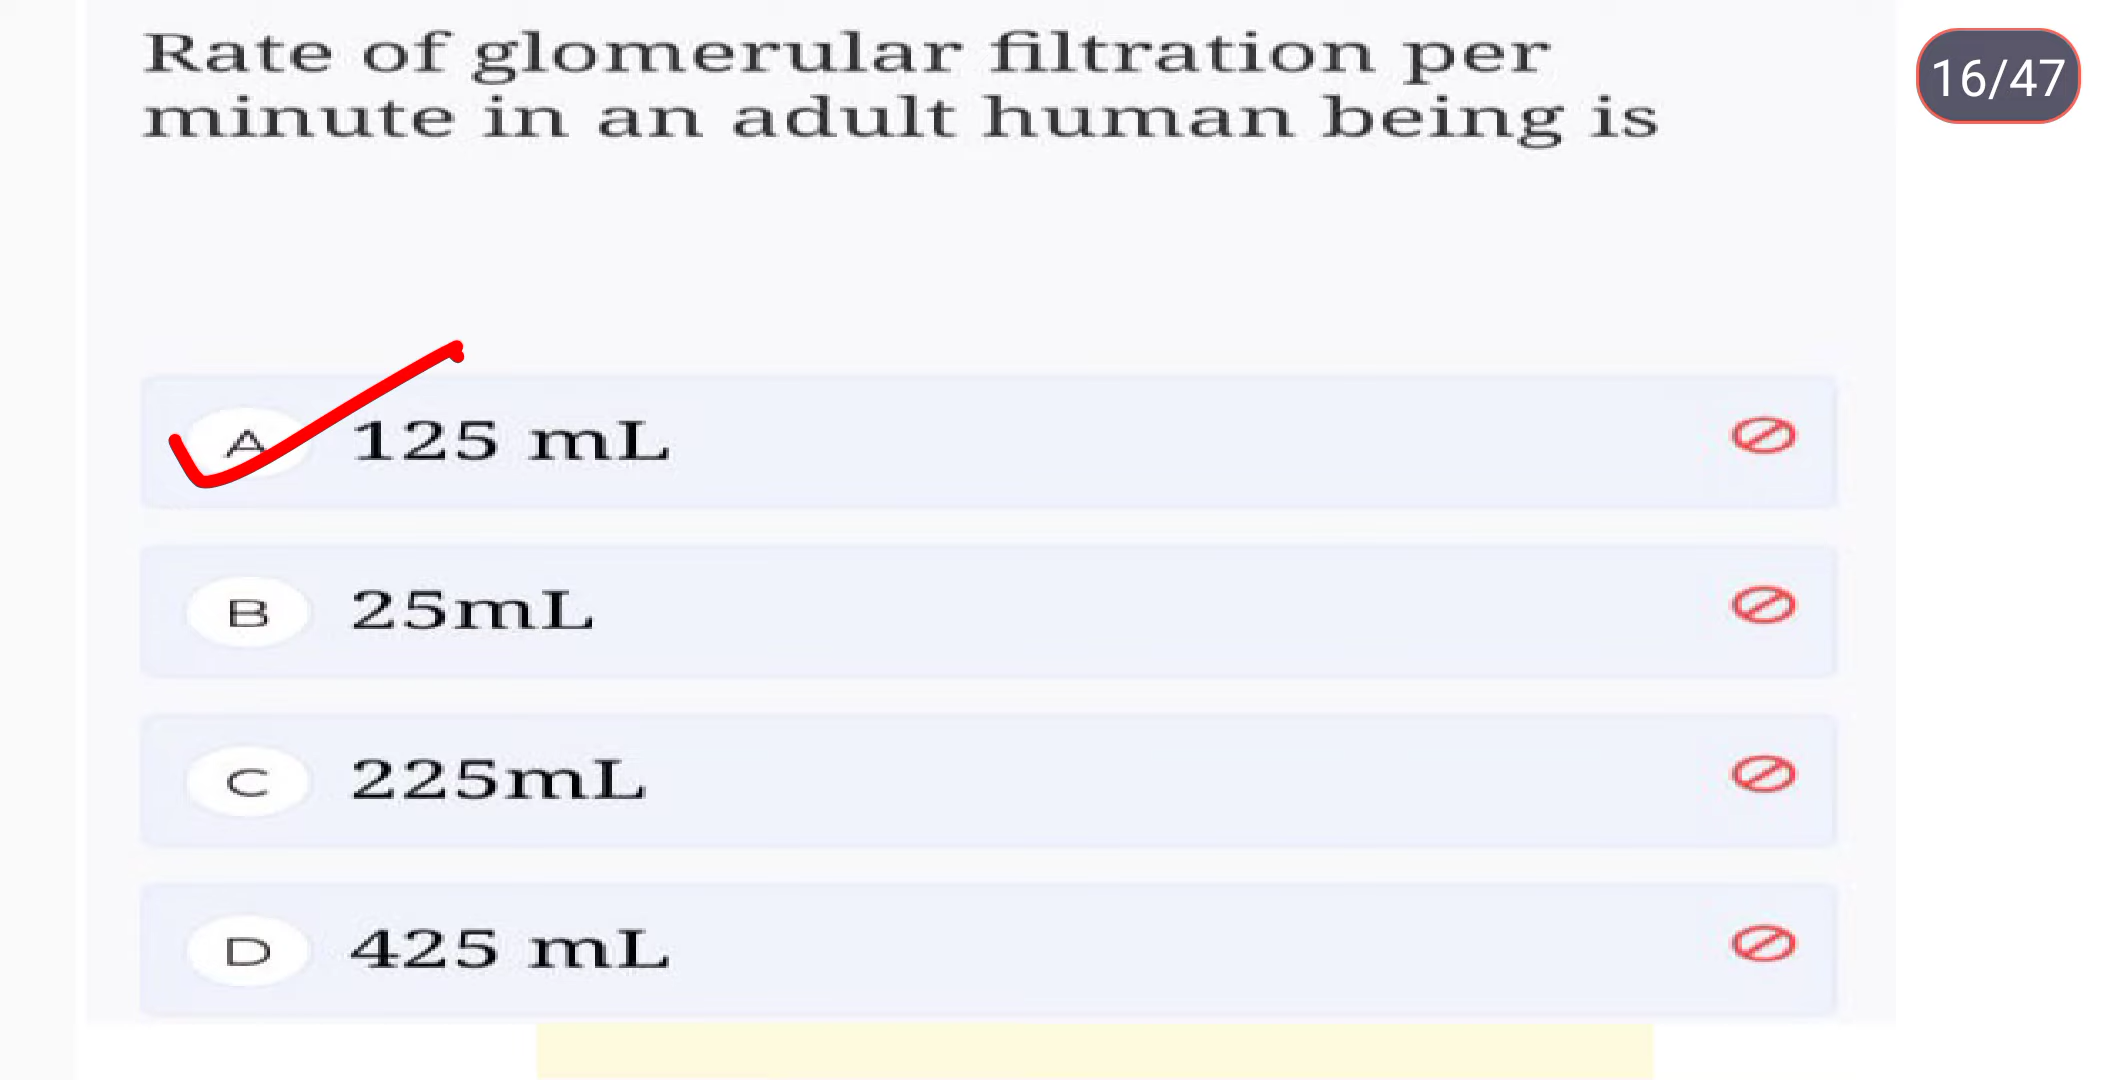 Rate of glomerular filtration per
16/47
minute in an adult human being is
A 125 mL
B 25mL
C 225mL
D 425 mL